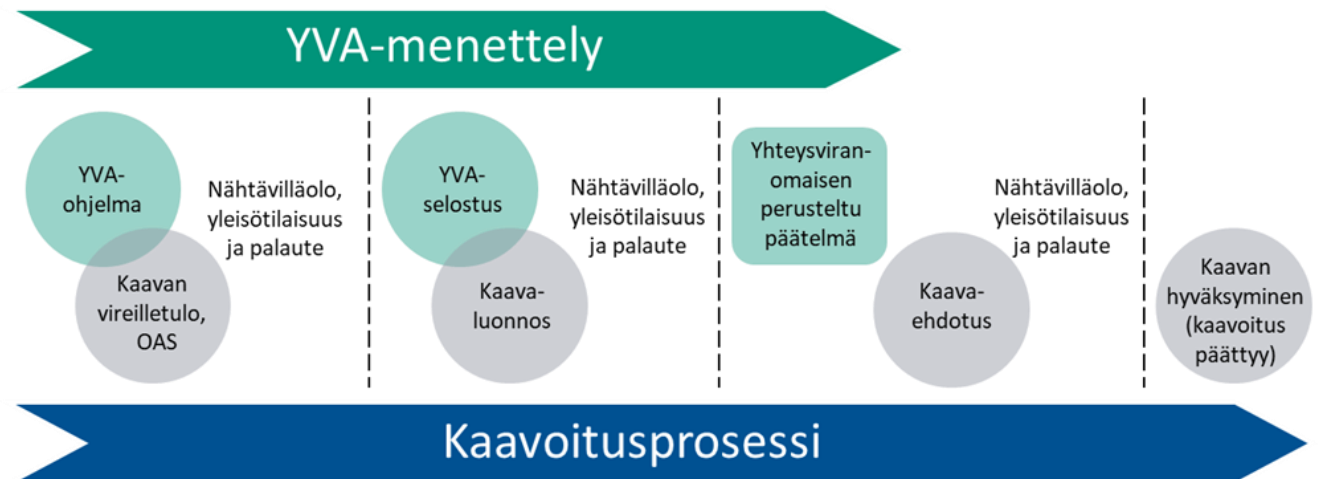 YVA-menettely
YVA-
ohjelma
Kaavan
vireilletulo,
OAS
Nähtävilläolo,
yleisötilaisuus
ja palaute
YVA-
selostus
Kaava-
luonnos
Nähtävilläolo,
yleisötilaisuus
ja palaute
Yhteysviran-
omaisen
perusteltu
päätelmä
Kaava-
ehdotus
Nähtävilläolo,
yleisötilaisuus
ja palaute
Kaavan
hyväksyminen
(kaavoitus
päättyy)
Kaavoitusprosessi